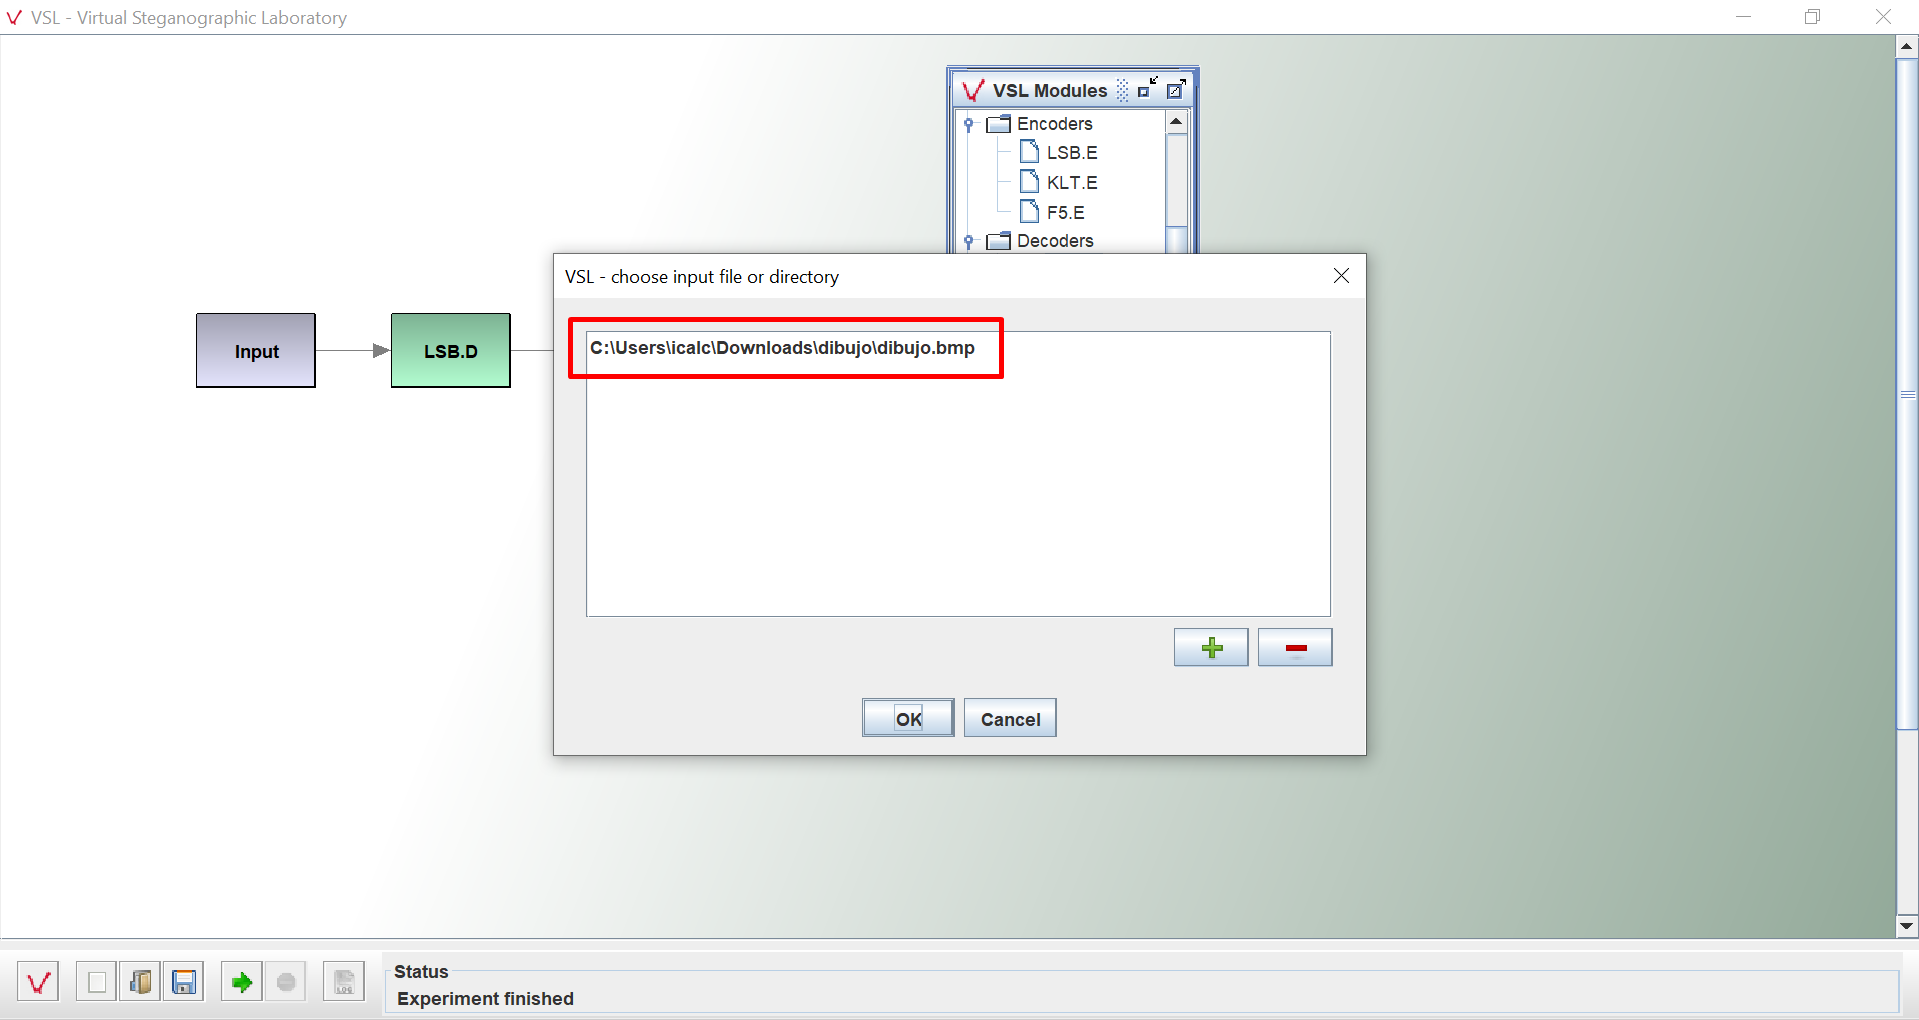 VSL - Virtual Steganographic Laboratory
VSL Modules
Encoders
LSB.E
KLT.E
F5.E
Decoders
VSL - choose input file or directory
C:\Users\icalc\Downloads\dibujo\dibujo.bmp
Input
LSB.D
OK
Cancel
LOG
Status
Experiment finished